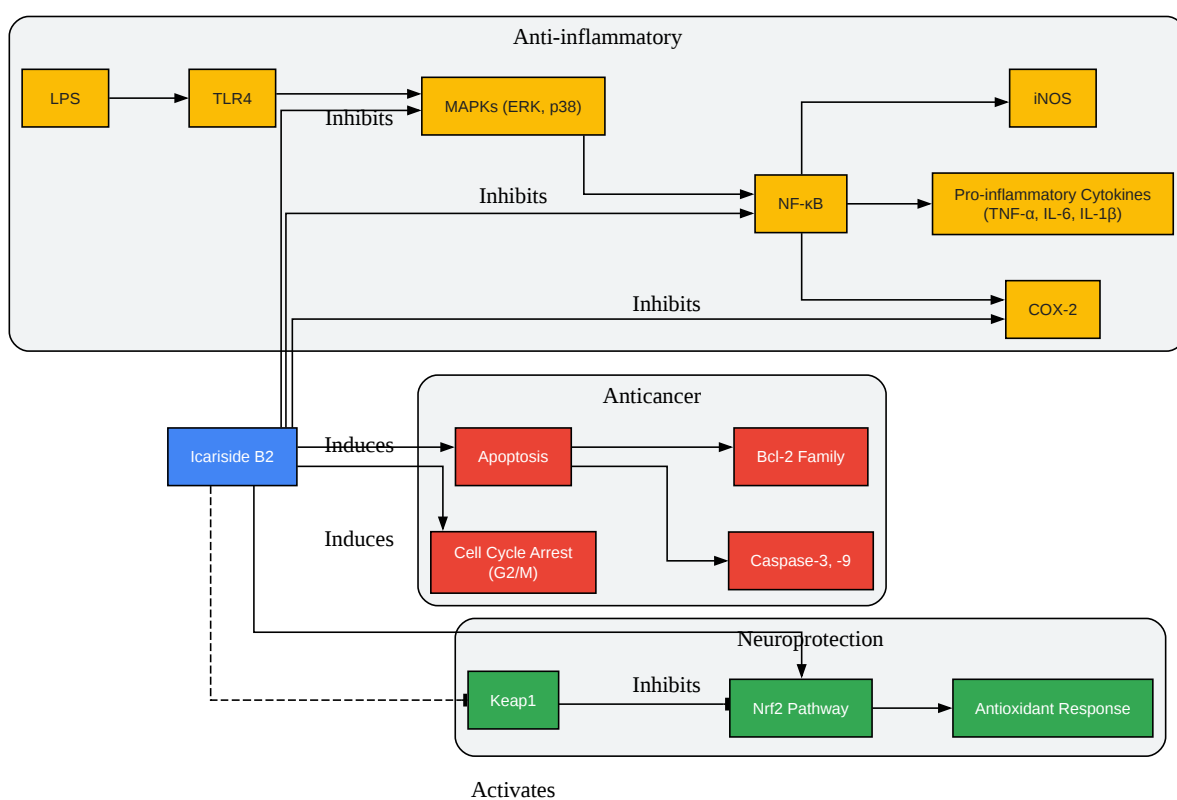 Anti-inflammatory
LPS
TLR4
MAPKs (ERK, p38)
iNOS
Inhibits
Inhibits
NF-κB
Pro-inflammatory Cytokines
(TNF-α, IL-6, IL-1β)
Inhibits
COX-2
Anticancer
Icariside B2
Induces
Apoptosis
Bcl-2 Family
Induces
Cell Cycle Arrest
(G2/M)
Caspase-3, -9
Neuroprotection
Keap1
Inhibits
Nrf2 Pathway
Antioxidant Response
Activates